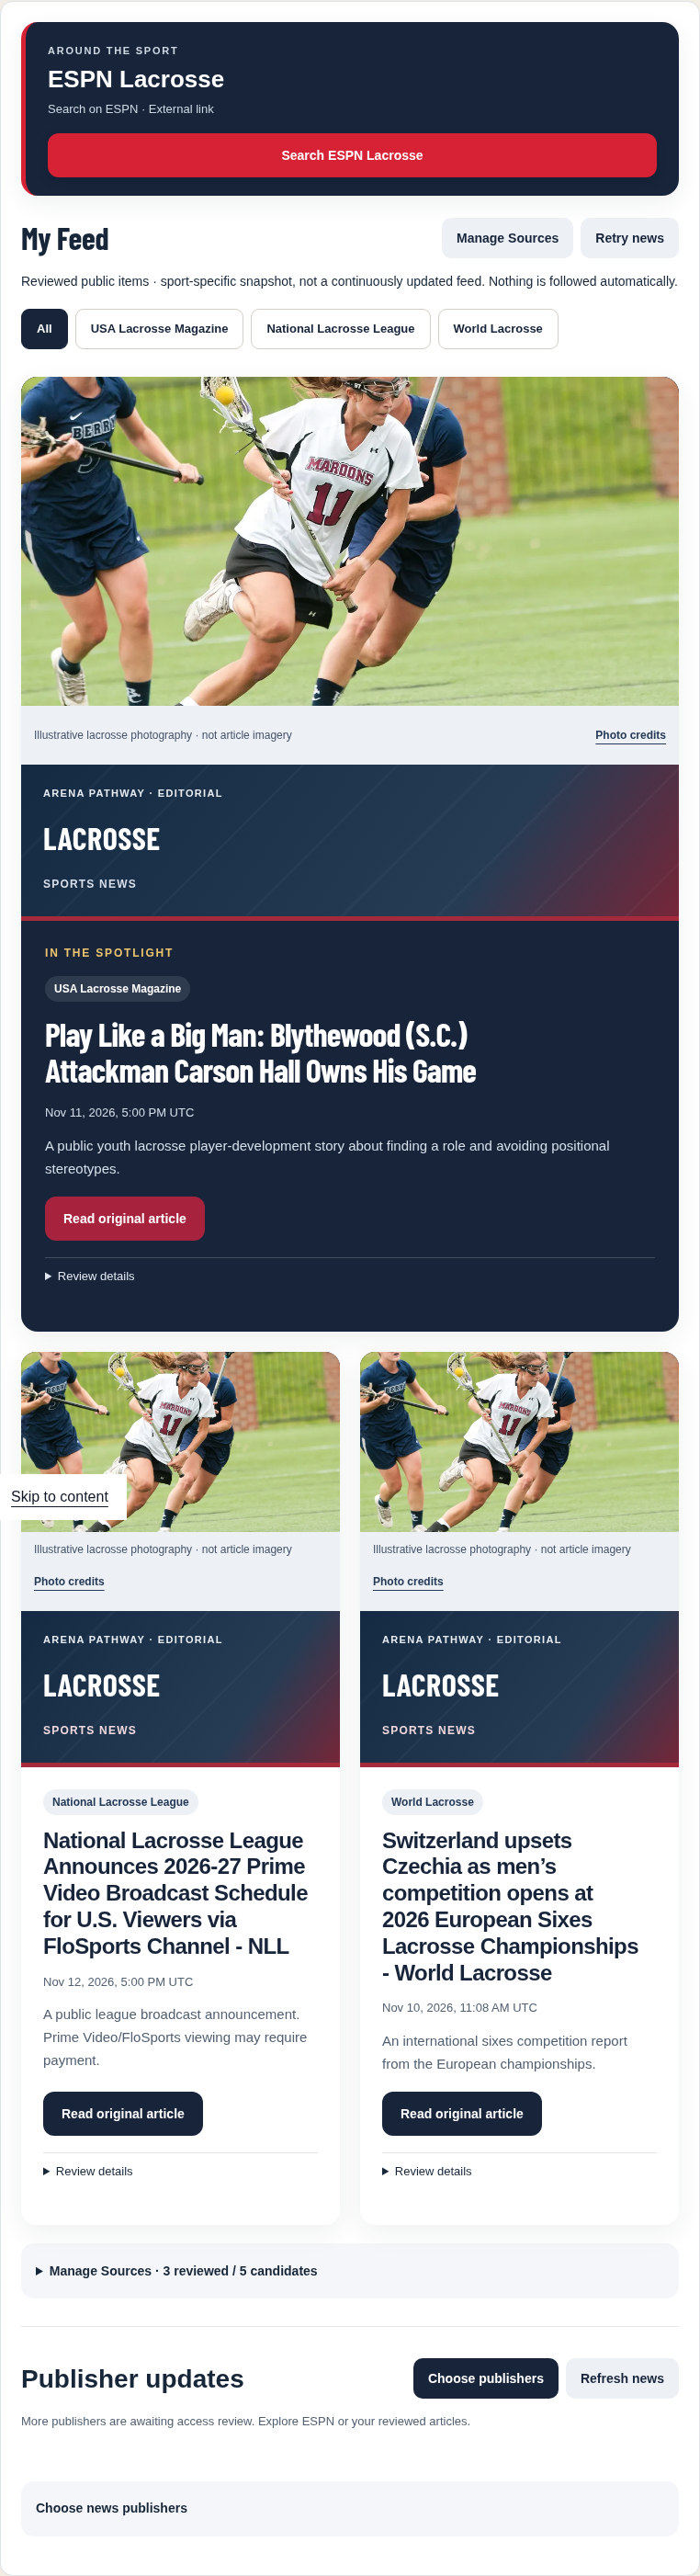 AROUND THE SPORT
ESPN Lacrosse
Search on ESPN · External link
Search ESPN Lacrosse
My Feed
Manage Sources
Retry news
Reviewed public items · sport-specific snapshot, not a continuously updated feed. Nothing is followed automatically.
All
USA Lacrosse Magazine
National Lacrosse League
World Lacrosse
BERR
MAROONS
11
Illustrative lacrosse photography · not article imagery
Photo credits
ARENA PATHWAY · EDITORIAL
LACROSSE
SPORTS NEWS
IN THE SPOTLIGHT
USA Lacrosse Magazine
Play Like a Big Man: Blythewood (S.C.)
Attackman Carson Hall Owns His Game
Nov 11, 2026, 5:00 PM UTC
A public youth lacrosse player-development story about finding a role and avoiding positional
stereotypes.
Read original article
Review details
MAROONS
11
Skip to content
Illustrative lacrosse photography · not article imagery
Photo credits
ARENA PATHWAY · EDITORIAL
LACROSSE
SPORTS NEWS
National Lacrosse League
National Lacrosse League
Announces 2026-27 Prime
Video Broadcast Schedule
for U.S. Viewers via
FloSports Channel - NLL
Nov 12, 2026, 5:00 PM UTC
A public league broadcast announcement.
Prime Video/FloSports viewing may require
payment.
Read original article
Review details
MAROONS
11
Illustrative lacrosse photography · not article imagery
Photo credits
ARENA PATHWAY · EDITORIAL
LACROSSE
SPORTS NEWS
World Lacrosse
Switzerland upsets
Czechia as men’s
competition opens at
2026 European Sixes
Lacrosse Championships
- World Lacrosse
Nov 10, 2026, 11:08 AM UTC
An international sixes competition report
from the European championships.
Read original article
Review details
Manage Sources · 3 reviewed / 5 candidates
Publisher updates
Choose publishers
Refresh news
More publishers are awaiting access review. Explore ESPN or your reviewed articles.
Choose news publishers